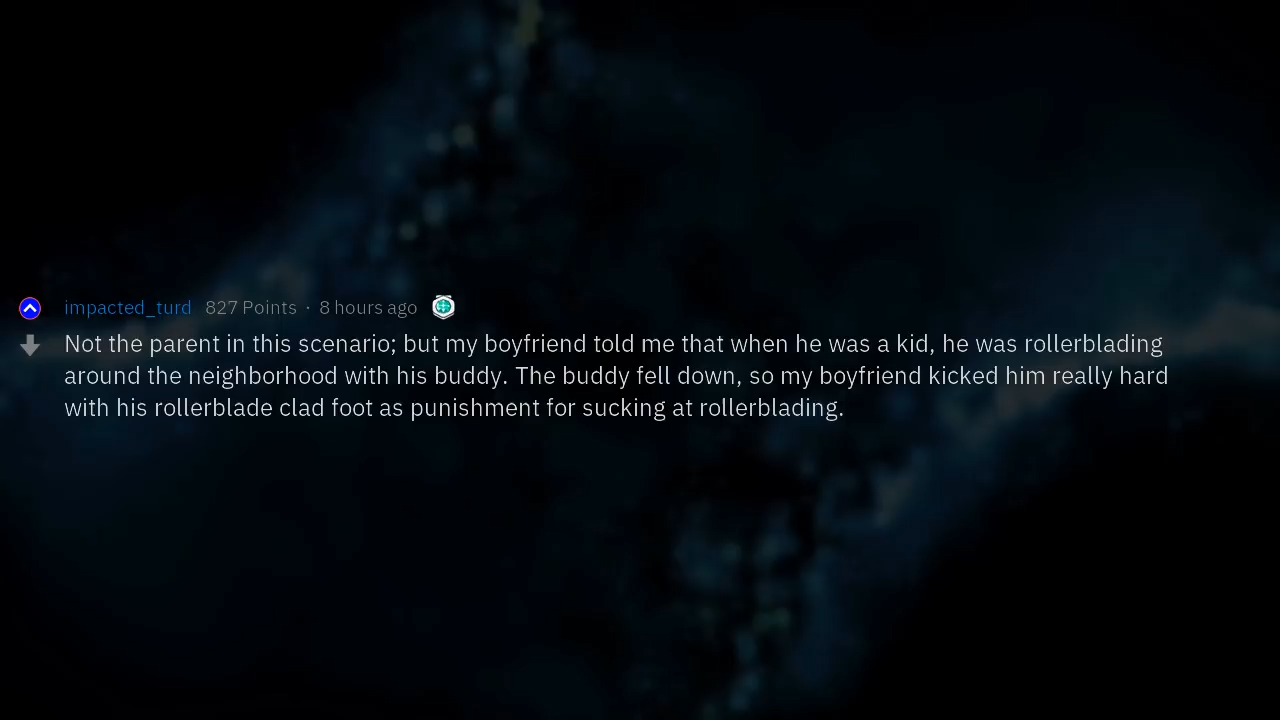 impacted_turd 827 Points · 8 hours ago
Not the parent in this scenario; but my boyfriend told me that when he was a kid, he was rollerblading
around the neighborhood with his buddy. The buddy fell down, so my boyfriend kicked him really hard
with his rollerblade clad foot as punishment for sucking at rollerblading.